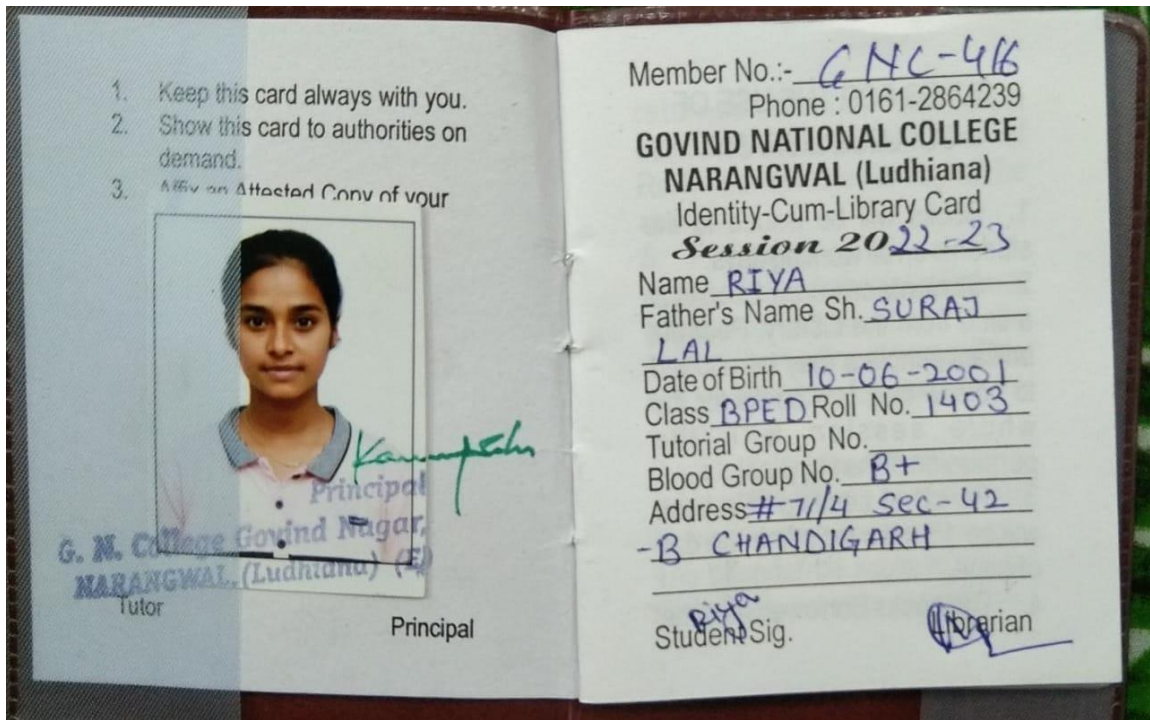 1. Keep this card always with you.
2. Show this card to authorities on
demand.
3. Affix an Attested Copy of your
Principal
G. N. College Govind Nagar,
NARANGWAL, (Ludhiana)
Tutor
Principal
Member No.:- GNC-416
Phone : 0161-2864239
GOVIND NATIONAL COLLEGE
NARANGWAL (Ludhiana)
Identity-Cum-Library Card
Session 2022-23
Name RIYA
Father's Name Sh. SURAJ
LAL
Date of Birth 10-06-2001
Class BPED Roll No. 1403
Tutorial Group No.
Blood Group No. B+
Address # 71/4 Sec-42
-B CHANDIGARH
Riya
Student Sig.
Librarian